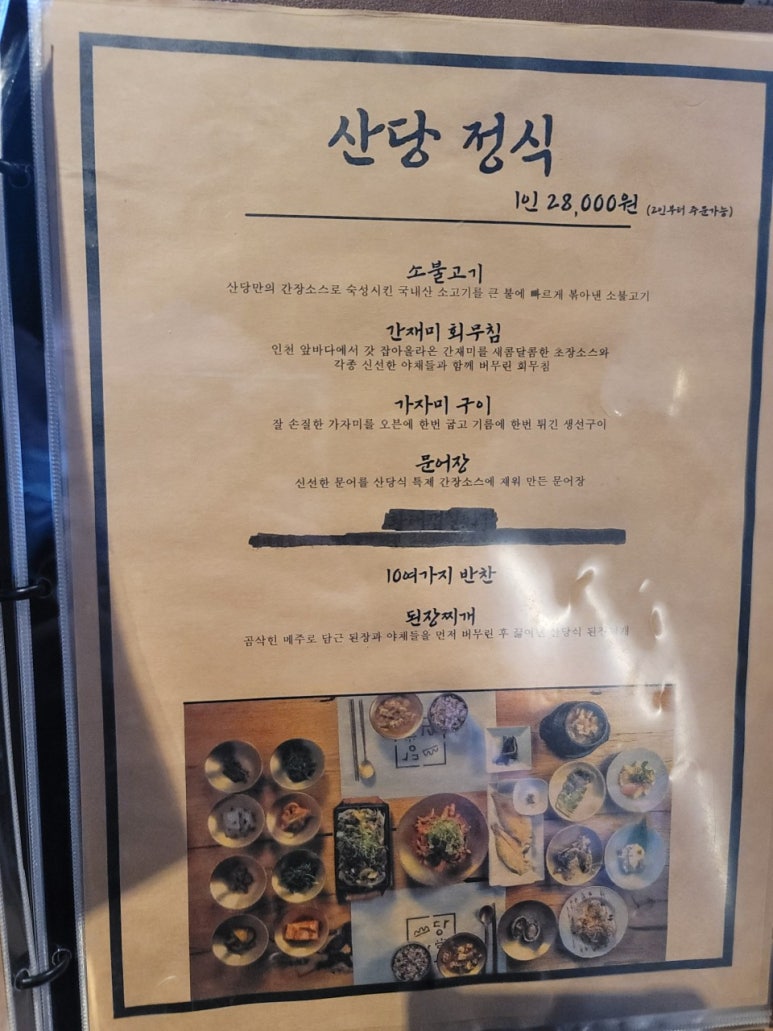 산당 정식
1인 28,000원 (2인부터 주문가능)
소불고기
산당만의 간장소스로 숙성시킨 국내산 소고기를 큰 불에 빠르게 볶아낸 소불고기
간재미 회무침
인천 앞바다에서 갓 잡아올라온 간재미를 새콤달콤한 초장소스와
각종 신선한 야채들과 함께 버무린 회무침
가자미 구이
잘 손질한 가자미를 오븐에 한번 굽고 기름에 한번 튀긴 생선구이
문어장
신선한 문어를 산당식 특제 간장소스에 재워 만든 문어장
10여가지 반찬
된장찌개
곰삭힌 메주로 담근 된장과 야채들을 먼저 버무린 후 끓여낸 산당식 된장찌개